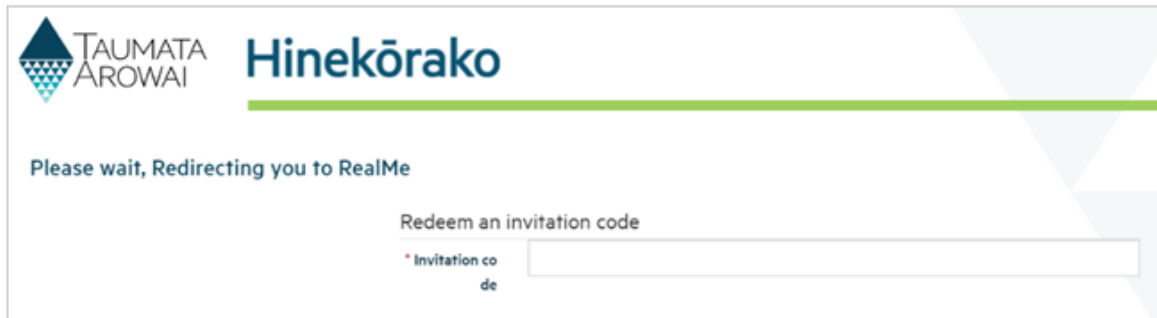 TAUMATA
AROWAI
Hinekōrako
Please wait, Redirecting you to RealMe
Redeem an invitation code
* Invitation co
de